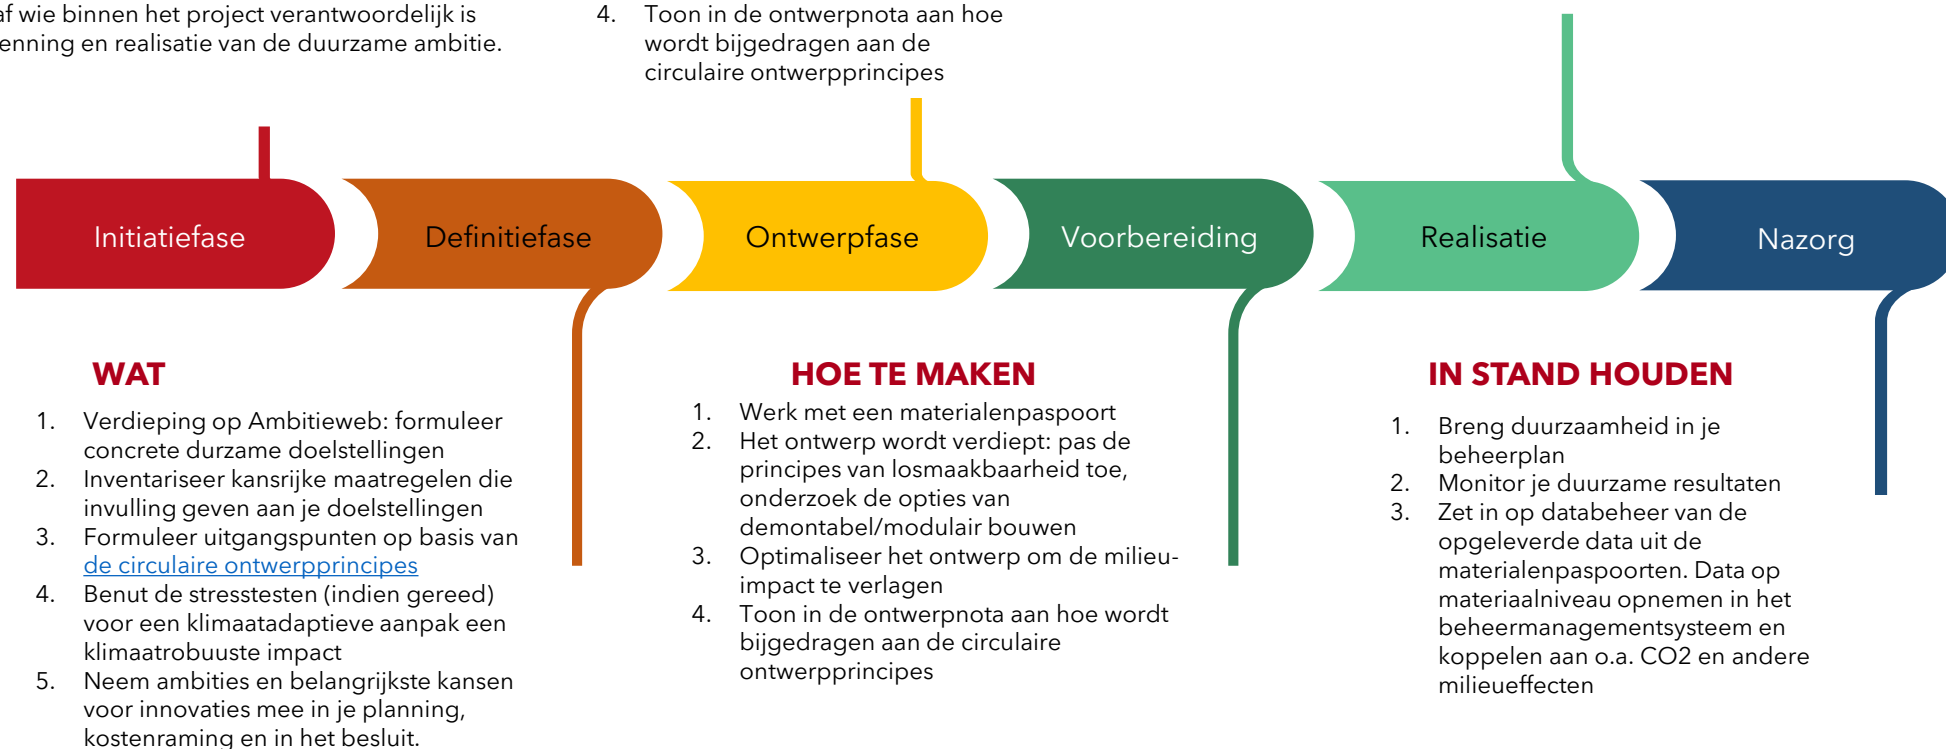 wie binnen het project verantwoordelijk is
en realisatie van de duurzame ambitie.
4. Toon in de ontwerpnota aan hoe
wordt bijgedragen aan de
circulaire ontwerpprincipes
Initiatiefase
Definitiefase
Ontwerpfase
Voorbereiding
Realisatie
Nazorg
WAT
1. Verdieping op Ambitieweb: formuleer
concrete durzame doelstellingen
2. Inventariseer kansrijke maatregelen die
invulling geven aan je doelstellingen
3. Formuleer uitgangspunten op basis van
de circulaire ontwerpprincipes
4. Benut de stresstesten (indien gereed)
voor een klimaatadaptieve aanpak een
klimaatrobuuste impact
5. Neem ambities en belangrijkste kansen
voor innovaties mee in je planning,
kostenraming en in het besluit.
HOE TE MAKEN
1. Werk met een materialenpaspoort
2. Het ontwerp wordt verdiept: pas de
principes van losmaakbaarheid toe,
onderzoek de opties van
demontabel/modulair bouwen
3. Optimaliseer het ontwerp om de milieu-
impact te verlagen
4. Toon in de ontwerpnota aan hoe wordt
bijgedragen aan de circulaire
ontwerpprincipes
IN STAND HOUDEN
1. Breng duurzaamheid in je
beheerplan
2. Monitor je duurzame resultaten
3. Zet in op databeheer van de
opgeleverde data uit de
materialenpaspoorten. Data op
materiaalniveau opnemen in het
beheermanagementsysteem en
koppelen aan o.a. CO2 en andere
milieueffecten